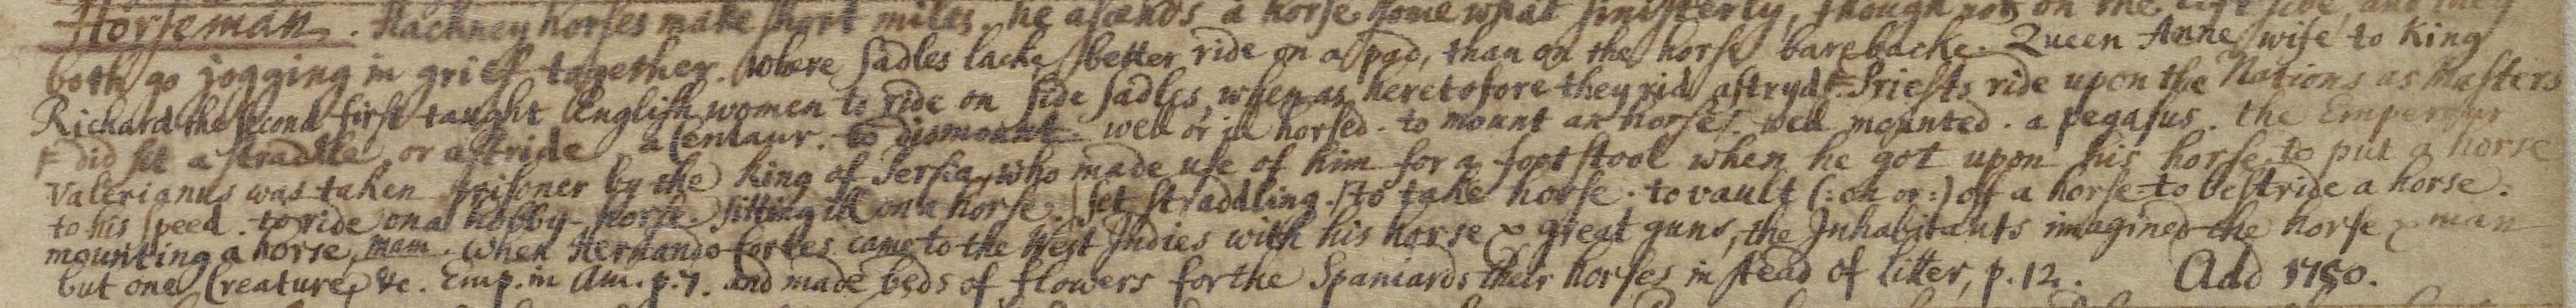 Horseman. Hackney horses make short miles. he ascends a horse some what sinisterly, though not on the left side, and they
both go jogging in grief together. where sadles lacke, better ride on a pad, than on the horse bare backe. Queen Anne wife to King
Richard the second first taught English women to ride on side sadles, when as heretofore they rid astryd. Priests ride upon the Nations as Masters
did set a straddle, or astride. a Centaur. to dismount. well or ill horsed. to mount an horse. well mounted. a pegasus. the Emperour
Valerianus was taken prisoner by the King of Persia, who made use of him for a footstool when he got upon his horse. to put a horse
to his speed. to ride on a hobby-horse. sitting ill on a horse. set straddling. to take horse. to vault (:on or:) off a horse to bestride a horse.
mounting a horse, mam. when Hernando Cortes came to the West Indies with his horse & great guns, the Inhabitants imagined the horse & man
but one Creature, &c. Emp. in Am. p. 7. and made beds of flowers for the Spaniards their horses in stead of litter, p. 12. Add 1750.